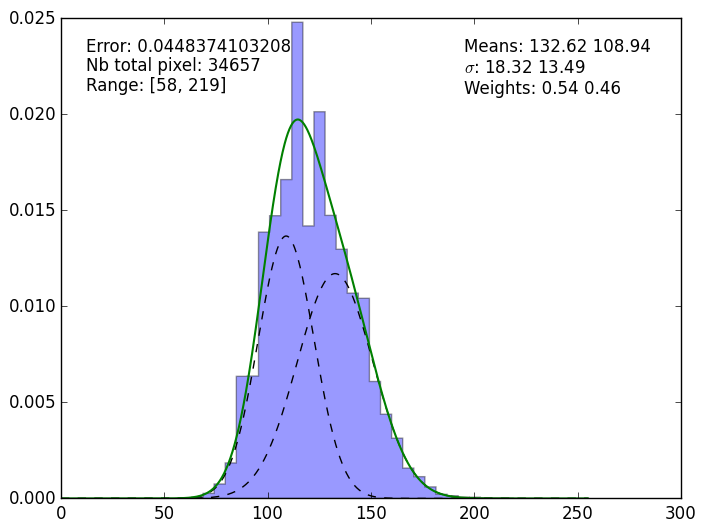 Error: 0.0448374103208
Nb total pixel: 34657
Range: [58, 219]
Means: 132.62 108.94
σ: 18.32 13.49
Weights: 0.54 0.46
0.025
0.020
0.015
0.010
0.005
0.000
0 50 100 150 200 250 300